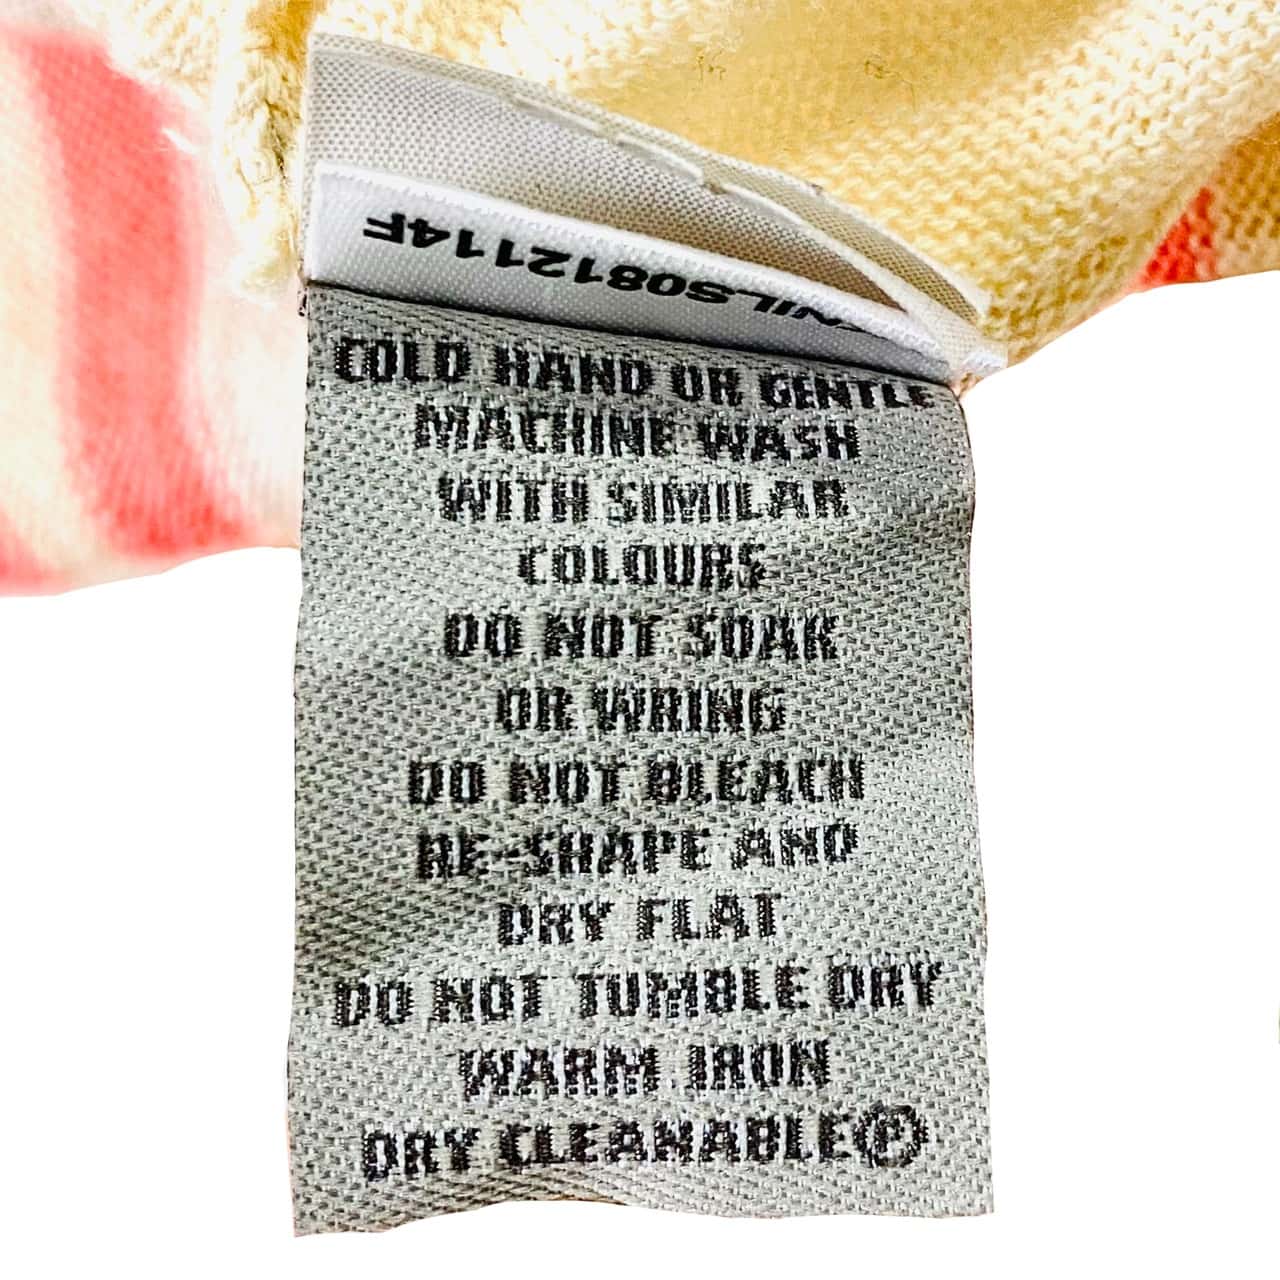 LS0812114F
COLD HAND OR GENTLE
MACHINE WASH
WITH SIMILAR
COLOURS
DO NOT SOAK
OR WRING
DO NOT BLEACH
RE-SHAPE AND
DRY FLAT
DO NOT TUMBLE DRY
WARM IRON
DRY CLEANABLE Ⓟ